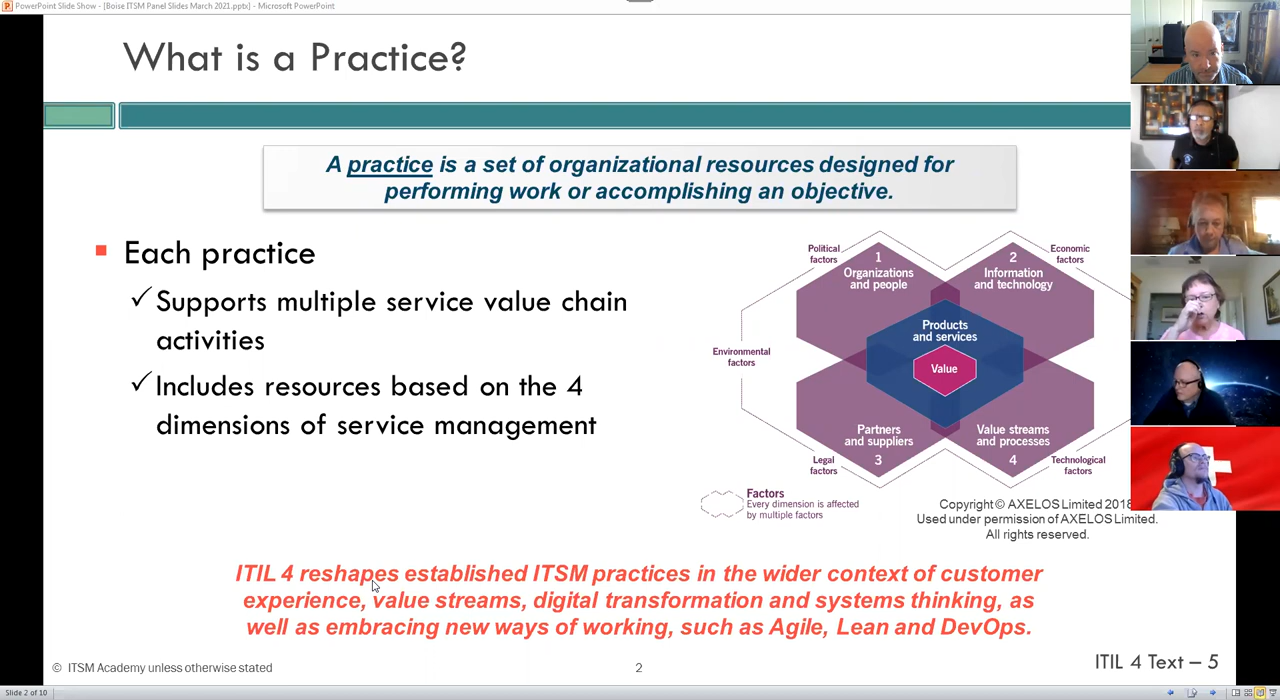 PowerPoint Slide Show - [Boise ITSM Panel Slides March 2021.pptx] - Microsoft PowerPoint
What is a Practice?
A practice is a set of organizational resources designed for
performing work or accomplishing an objective.
Each practice
Supports multiple service value chain
activities
Includes resources based on the 4
dimensions of service management
Political
factors
1
Organizations
and people
2
Information
and technology
Economic
factors
Products
and services
Environmental
factors
Value
Partners
and suppliers
3
Value streams
and processes
4
Legal
factors
Technological
factors
Factors
Every dimension is affected
by multiple factors
Copyright © AXELOS Limited 2018
Used under permission of AXELOS Limited.
All rights reserved.
ITIL 4 reshapes established ITSM practices in the wider context of customer
experience, value streams, digital transformation and systems thinking, as
well as embracing new ways of working, such as Agile, Lean and DevOps.
© ITSM Academy unless otherwise stated
2
ITIL 4 Text – 5
Slide 2 of 10